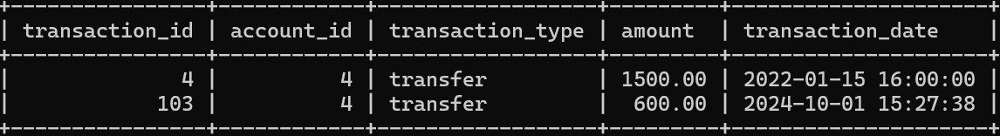 | transaction_id | account_id | transaction_type | amount | transaction_date |
| 4 | 4 | transfer | 1500.00 | 2022-01-15 16:00:00 |
| 103 | 4 | transfer | 600.00 | 2024-10-01 15:27:38 |